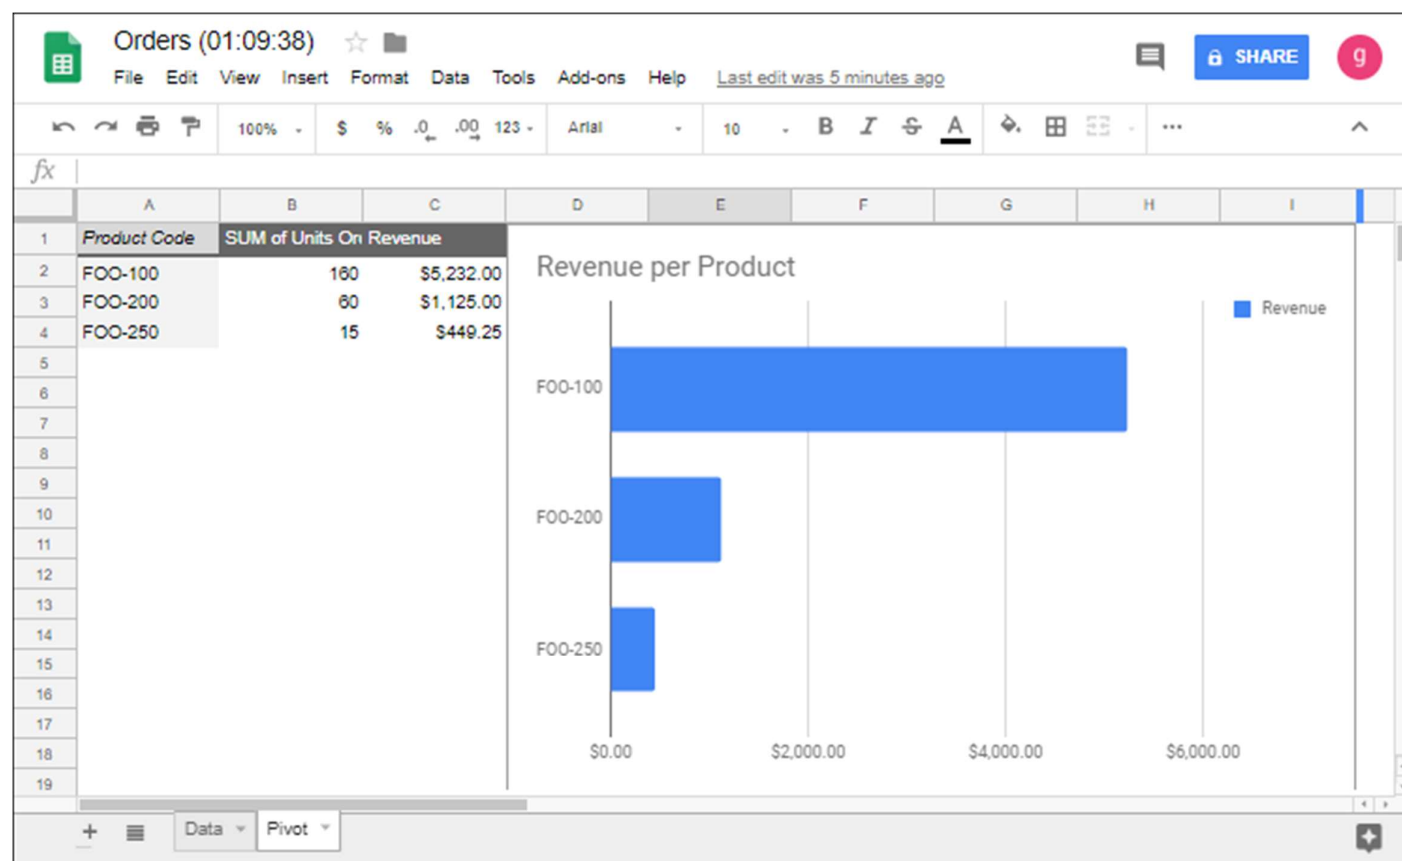 Orders (01:09:38)
File Edit View Insert Format Data Tools Add-ons Help Last edit was 5 minutes ago
SHARE
g
100% $ % .0 .00 123 Arial 10 B I S A ...
fx
A B C D E F G H I
1 Product Code SUM of Units On Revenue
2 FOO-100 160 $5,232.00
3 FOO-200 60 $1,125.00
4 FOO-250 15 $449.25
5
6
7
8
9
10
11
12
13
14
15
16
17
18
19
Revenue per Product
Revenue
FOO-100
FOO-200
FOO-250
$0.00 $2,000.00 $4,000.00 $6,000.00
+ Data Pivot